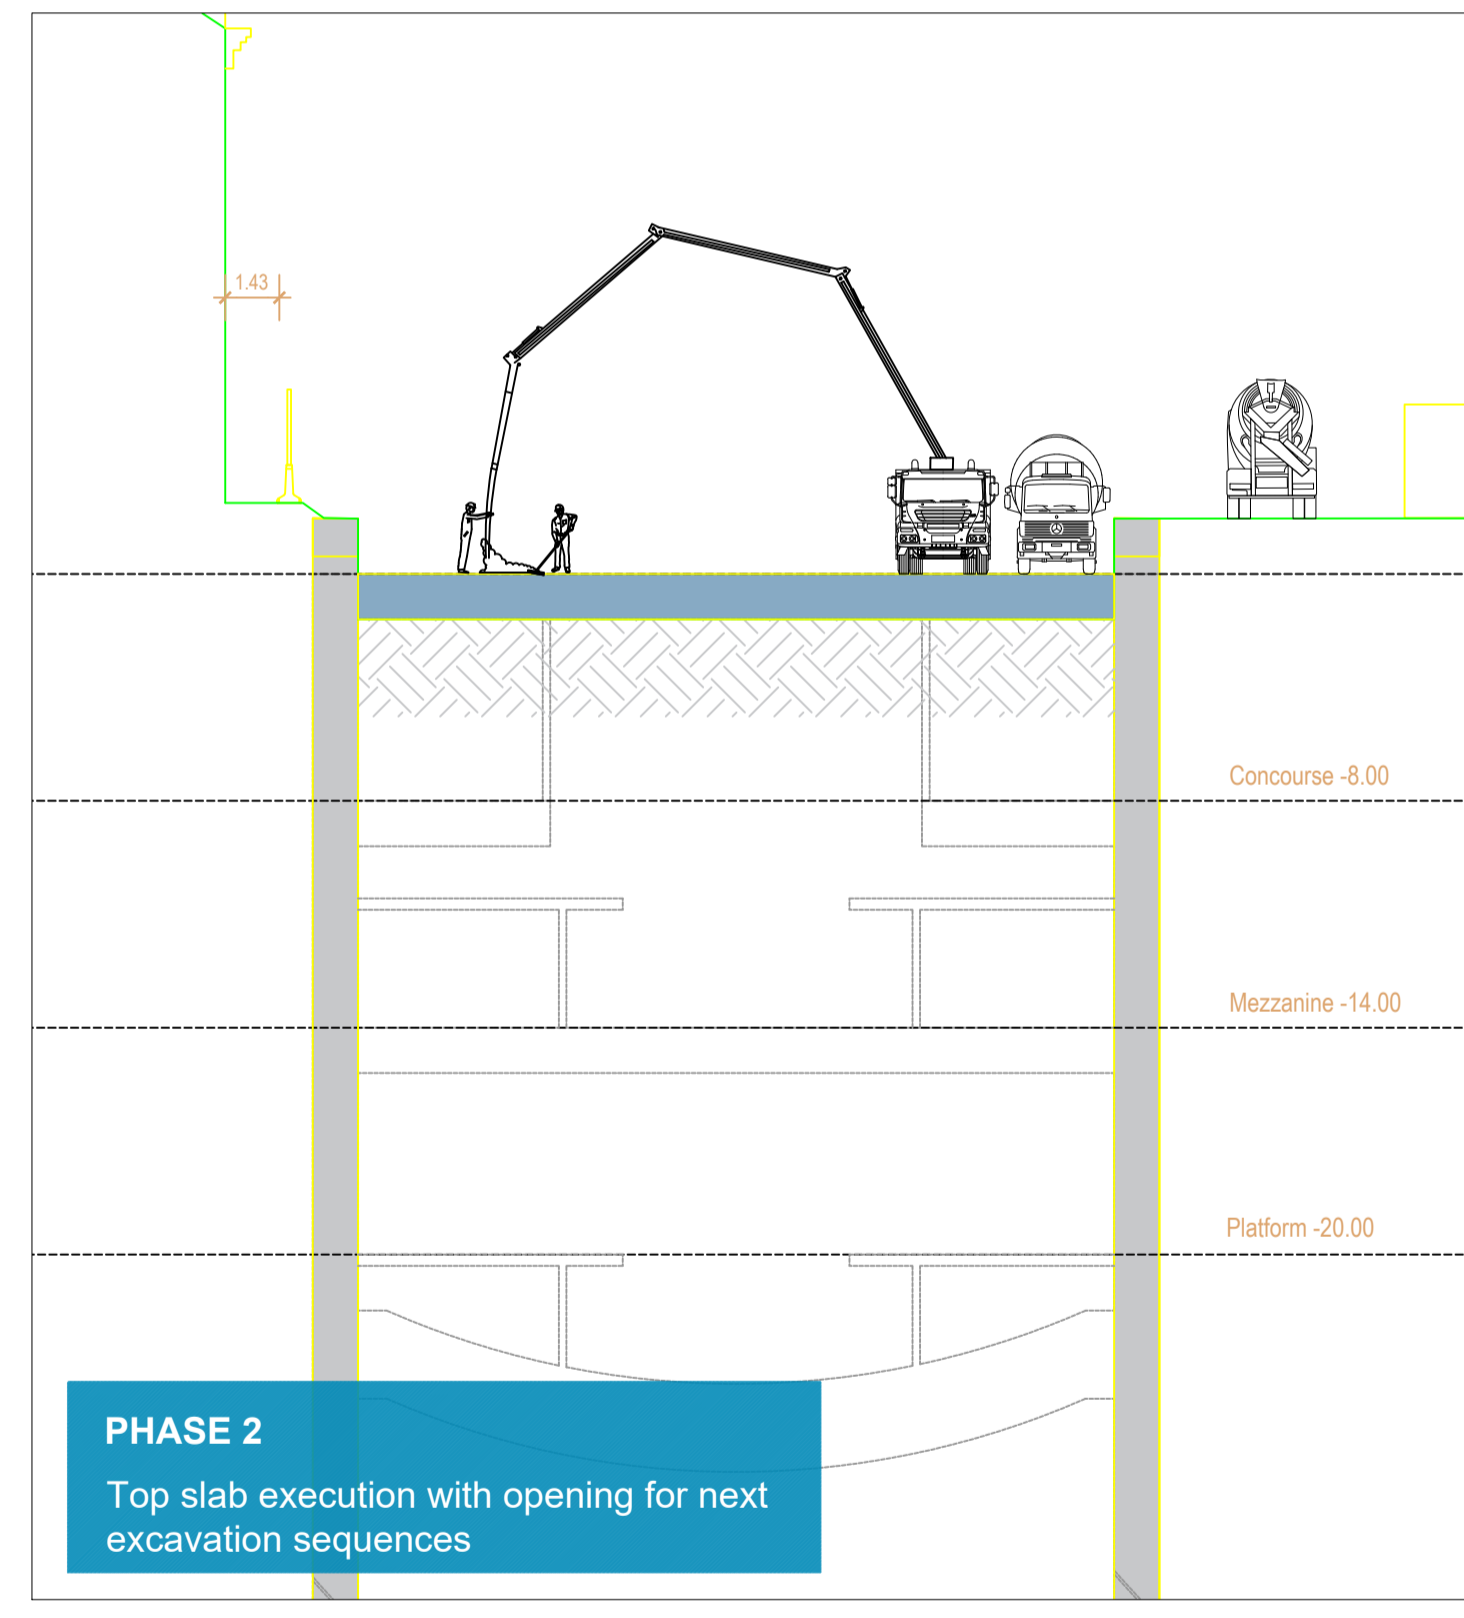 1.43
Concourse -8.00
Mezzanine -14.00
Platform -20.00
PHASE 2
Top slab execution with opening for next
excavation sequences